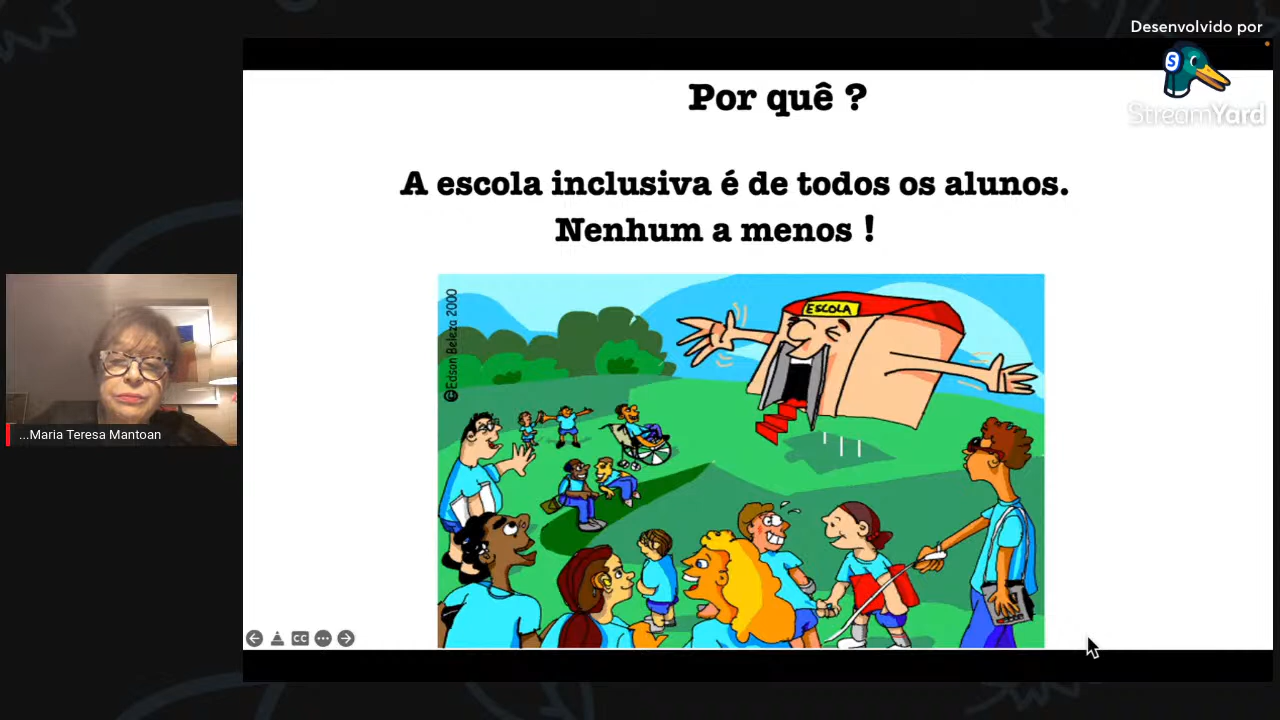 Desenvolvido por
S
StreamYard
Por quê ?
A escola inclusiva é de todos os alunos.
Nenhum a menos !
©Edson Beleza 2000
ESCOLA
...Maria Teresa Mantoan
CC